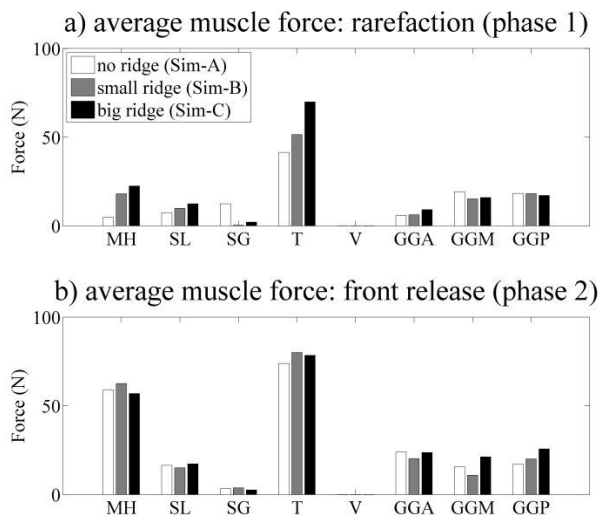 a) average muscle force: rarefaction (phase 1)
100
no ridge (Sim-A)
small ridge (Sim-B)
big ridge (Sim-C)
Force (N)
50
0
MH SL SG T V GGA GGM GGP
b) average muscle force: front release (phase 2)
100
Force (N)
50
0
MH SL SG T V GGA GGM GGP